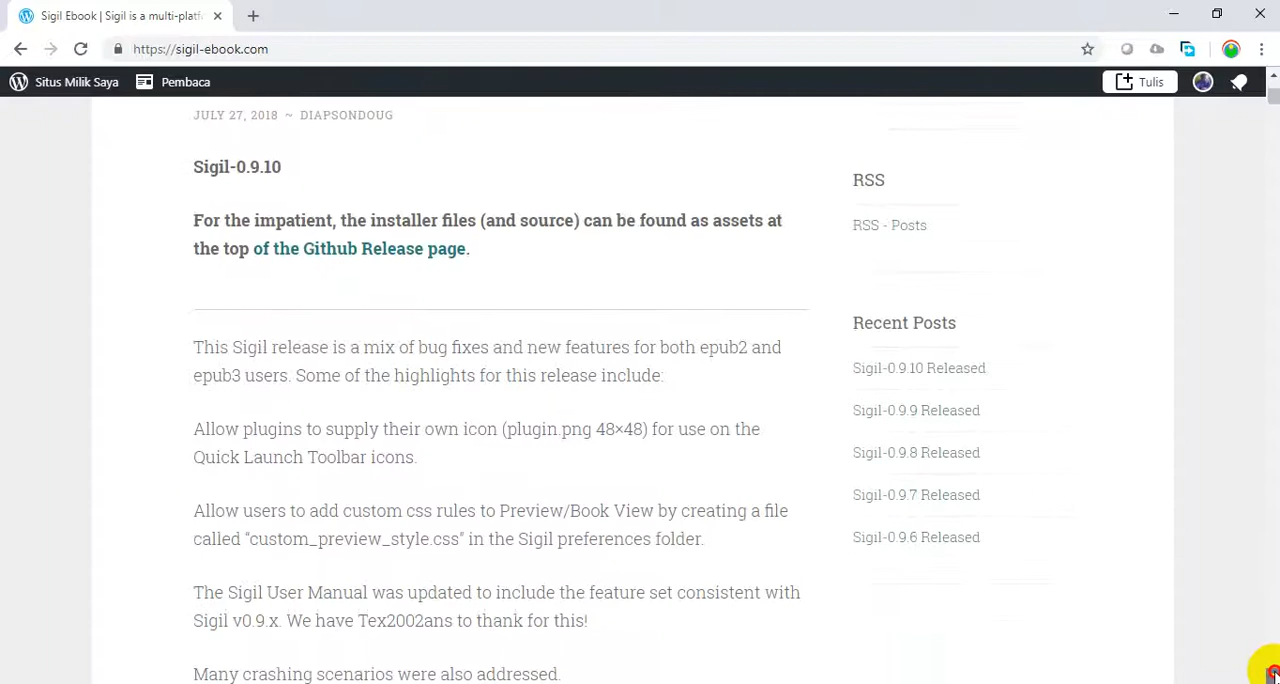 Sigil Ebook | Sigil is a multi-platf
https://sigil-ebook.com
Situs Milik Saya
Pembaca
Tulis
JULY 27, 2018 ~ DIAPSONDOUG
Sigil-0.9.10
For the impatient, the installer files (and source) can be found as assets at
the top of the Github Release page.
This Sigil release is a mix of bug fixes and new features for both epub2 and
epub3 users. Some of the highlights for this release include:
Allow plugins to supply their own icon (plugin.png 48×48) for use on the
Quick Launch Toolbar icons.
Allow users to add custom css rules to Preview/Book View by creating a file
called “custom_preview_style.css” in the Sigil preferences folder.
The Sigil User Manual was updated to include the feature set consistent with
Sigil v0.9.x. We have Tex2002ans to thank for this!
Many crashing scenarios were also addressed.
RSS
RSS - Posts
Recent Posts
Sigil-0.9.10 Released
Sigil-0.9.9 Released
Sigil-0.9.8 Released
Sigil-0.9.7 Released
Sigil-0.9.6 Released